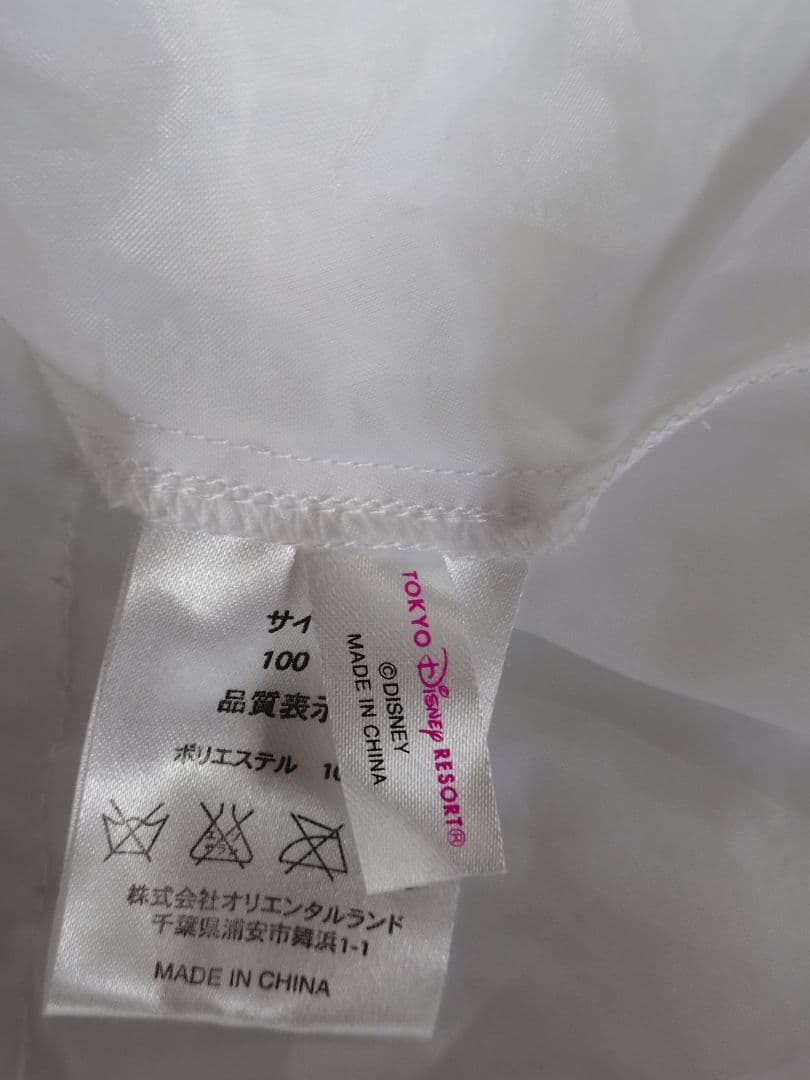 サイ
100
品質表示
ポリエステル 10
株式会社オリエンタルランド
千葉県浦安市舞浜1-1
MADE IN CHINA
TOKYO DISNEY RESORT®
©DISNEY
MADE IN CHINA